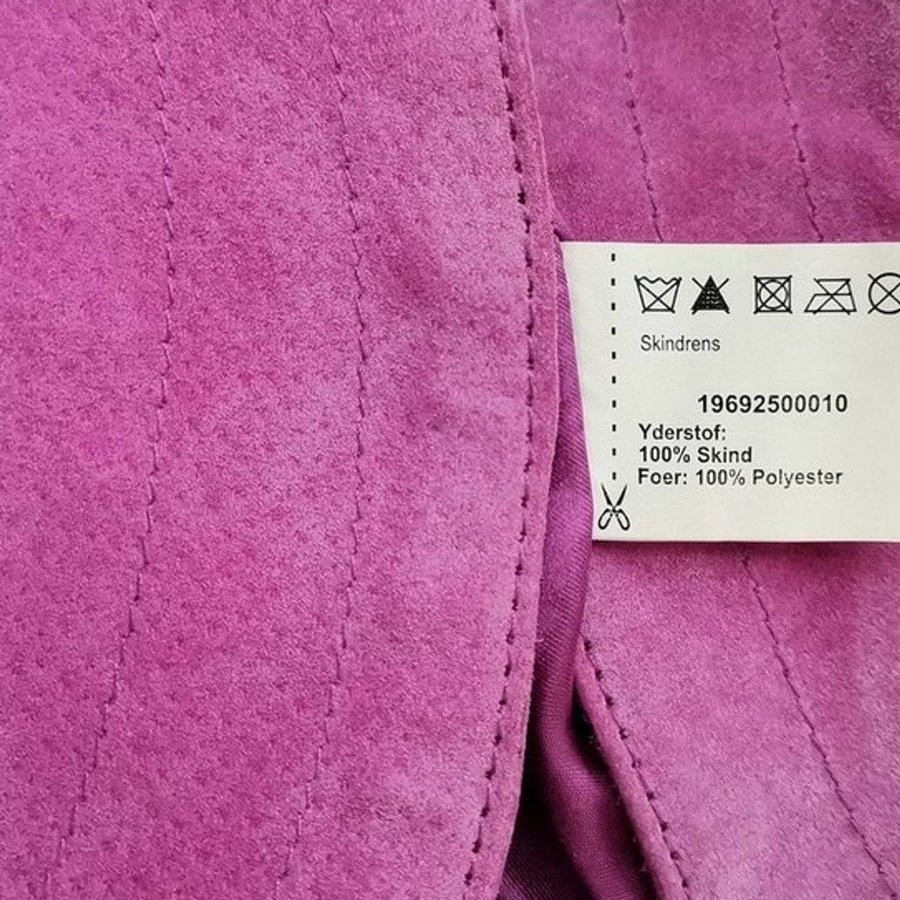 Skindrens
19692500010
Yderstof:
100% Skind
Foer: 100% Polyester